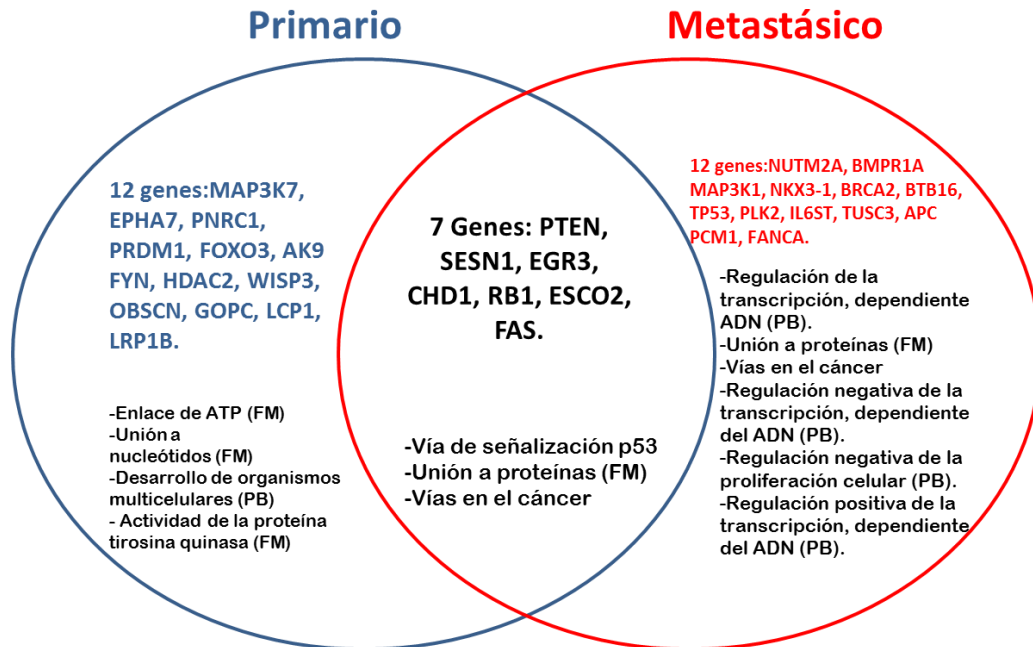 Primario
Metastásico
12 genes:MAP3K7,
EPHA7, PNRC1,
PRDM1, FOXO3, AK9
FYN, HDAC2, WISP3,
OBSCN, GOPC, LCP1,
LRP1B.
-Enlace de ATP (FM)
-Unión a
nucleótidos (FM)
-Desarrollo de organismos
multicelulares (PB)
- Actividad de la proteína
tirosina quinasa (FM)
7 Genes: PTEN,
SESN1, EGR3,
CHD1, RB1, ESCO2,
FAS.
-Vía de señalización p53
-Unión a proteínas (FM)
-Vías en el cáncer
12 genes:NUTM2A, BMPR1A
MAP3K1, NKX3-1, BRCA2, BTB16,
TP53, PLK2, IL6ST, TUSC3, APC
PCM1, FANCA.
-Regulación de la
transcripción, dependiente
ADN (PB).
-Unión a proteínas (FM)
-Vías en el cáncer
-Regulación negativa de la
transcripción, dependiente
del ADN (PB).
-Regulación negativa de la
proliferación celular (PB).
-Regulación positiva de la
transcripción, dependiente
del ADN (PB).